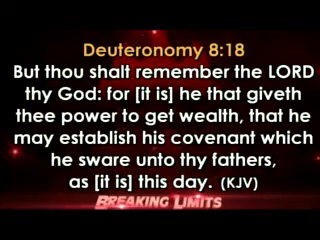 Deuteronomy 8:18
But thou shalt remember the LORD
thy God: for [it is] he that giveth
thee power to get wealth, that he
may establish his covenant which
he sware unto thy fathers,
as [it is] this day. (KJV)
BREAKING LIMITS